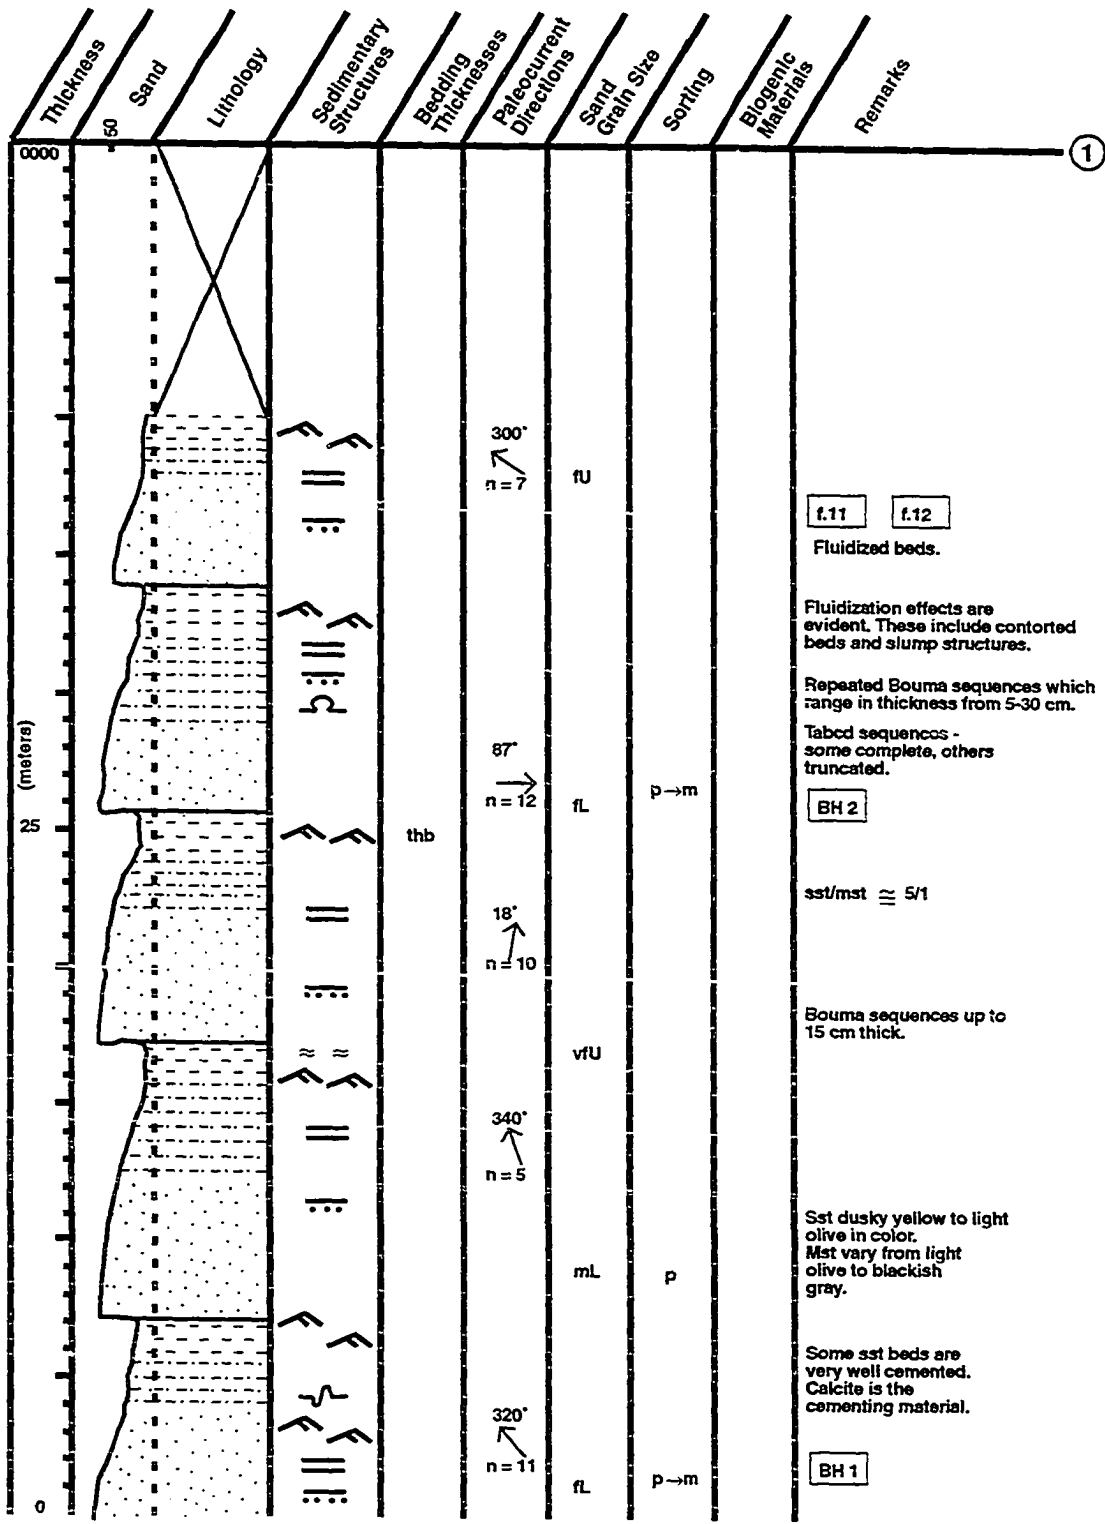 Thickness
Sand
Lithology
Sedimentary
Structures
Bedding
Thicknesses
Paleocurrent
Directions
Sand
Grain Size
Sorting
Biogenic
Materials
Remarks
50
0000
1
300°
n = 7
fU
f.11 f.12
Fluidized beds.
Fluidization effects are
evident. These include contorted
beds and slump structures.
Repeated Bouma sequences which
range in thickness from 5-30 cm.
(meters)
Tabcd sequences -
some complete, others
truncated.
87°
n = 12
fL
p→m
BH 2
25
thb
sst/mst ≅ 5/1
18°
n = 10
Bouma sequences up to
15 cm thick.
vfU
340°
n = 5
Sst dusky yellow to light
olive in color.
Mst vary from light
olive to blackish
gray.
mL
p
Some sst beds are
very well cemented.
Calcite is the
cementing material.
320°
n = 11
fL
p→m
BH 1
0